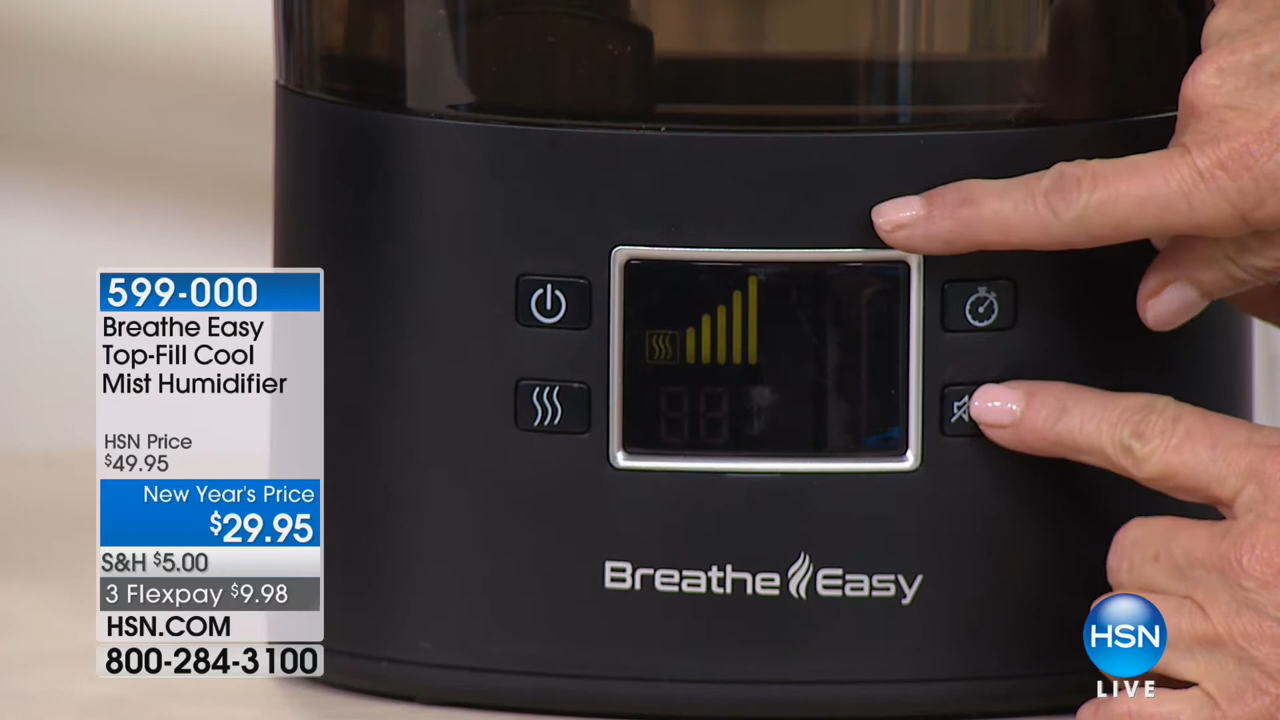 599-000
Breathe Easy
Top-Fill Cool
Mist Humidifier
HSN Price
$49.95
New Year's Price
$29.95
S&H $5.00
3 Flexpay $9.98
HSN.COM
800-284-3100
Breathe Easy
HSN
LIVE